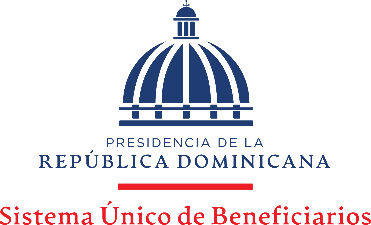 PRESIDENCIA DE LA
REPÚBLICA DOMINICANA
Sistema Único de Beneficiarios